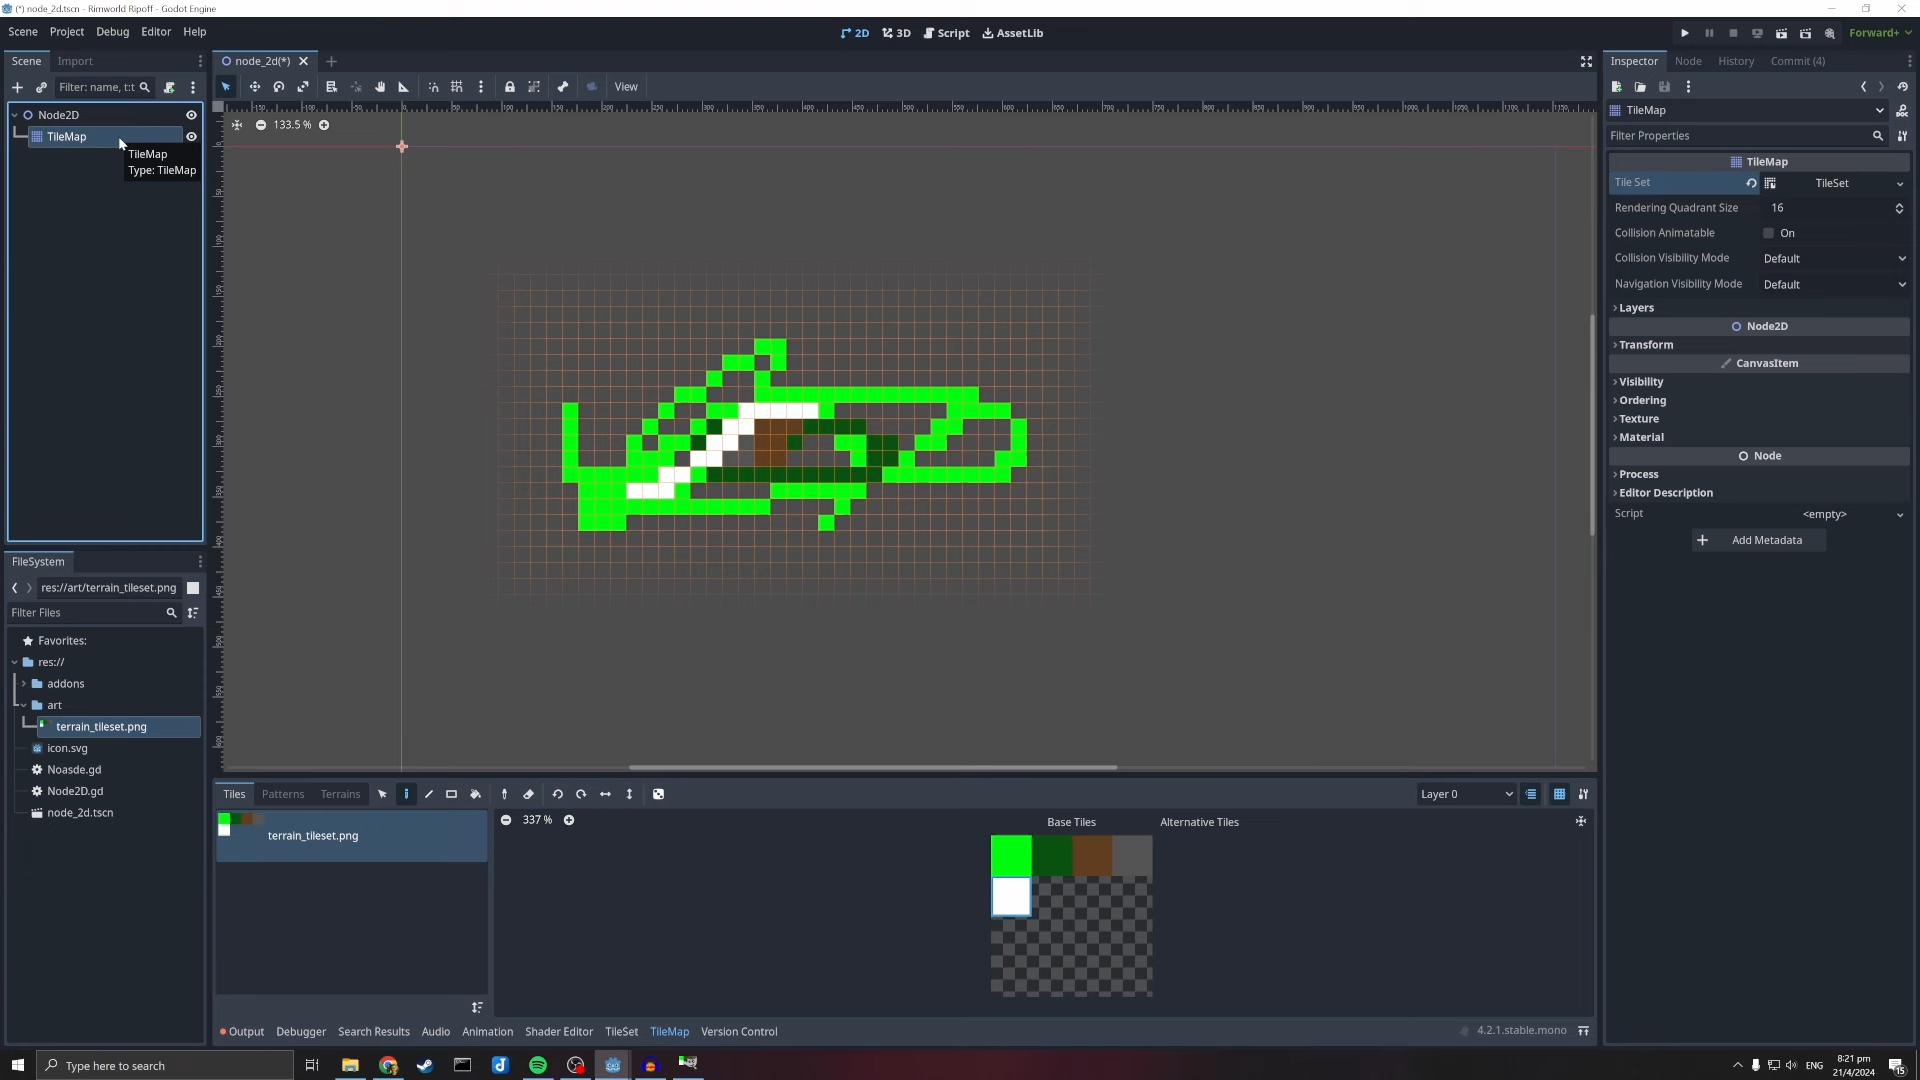 (*) node_2d.tscn - Rimworld Ripoff - Godot Engine
Scene Project Debug Editor Help
2D 3D Script AssetLib
Forward+
Scene Import
node_2d(*)
Inspector Node History Commit (4)
Filter: name, t:t
View
Node2D
TileMap
TileMap
Type: TileMap
133.5 %
TileMap
Filter Properties
TileMap
Tile Set TileSet
Rendering Quadrant Size 16
Collision Animatable On
Collision Visibility Mode Default
Navigation Visibility Mode Default
Layers
Node2D
Transform
CanvasItem
Visibility
Ordering
Texture
Material
Node
Process
Editor Description
Script <empty>
Add Metadata
FileSystem
res://art/terrain_tileset.png
Filter Files
Favorites:
res://
addons
art
terrain_tileset.png
icon.svg
Noasde.gd
Node2D.gd
node_2d.tscn
Tiles Patterns Terrains
Layer 0
terrain_tileset.png
337 %
Base Tiles Alternative Tiles
Output Debugger Search Results Audio Animation Shader Editor TileSet TileMap Version Control
4.2.1.stable.mono
Type here to search
ENG
8:21 pm
21/4/2024
15